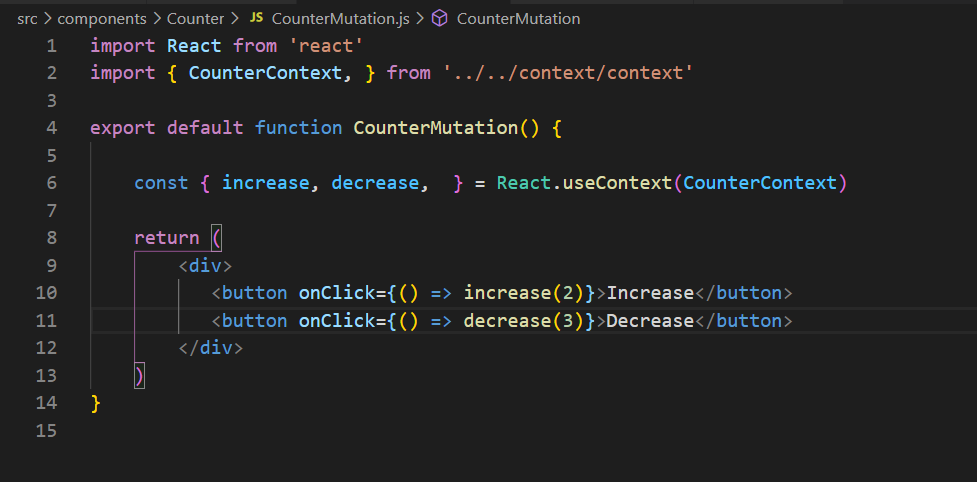 src > components > Counter > JS CounterMutation.js > CounterMutation
1 import React from 'react'
2 import { CounterContext, } from '../../context/context'
3
4 export default function CounterMutation() {
5
6     const { increase, decrease,  } = React.useContext(CounterContext)
7
8     return (
9         <div>
10            <button onClick={() => increase(2)}>Increase</button>
11            <button onClick={() => decrease(3)}>Decrease</button>
12        </div>
13    )
14 }
15